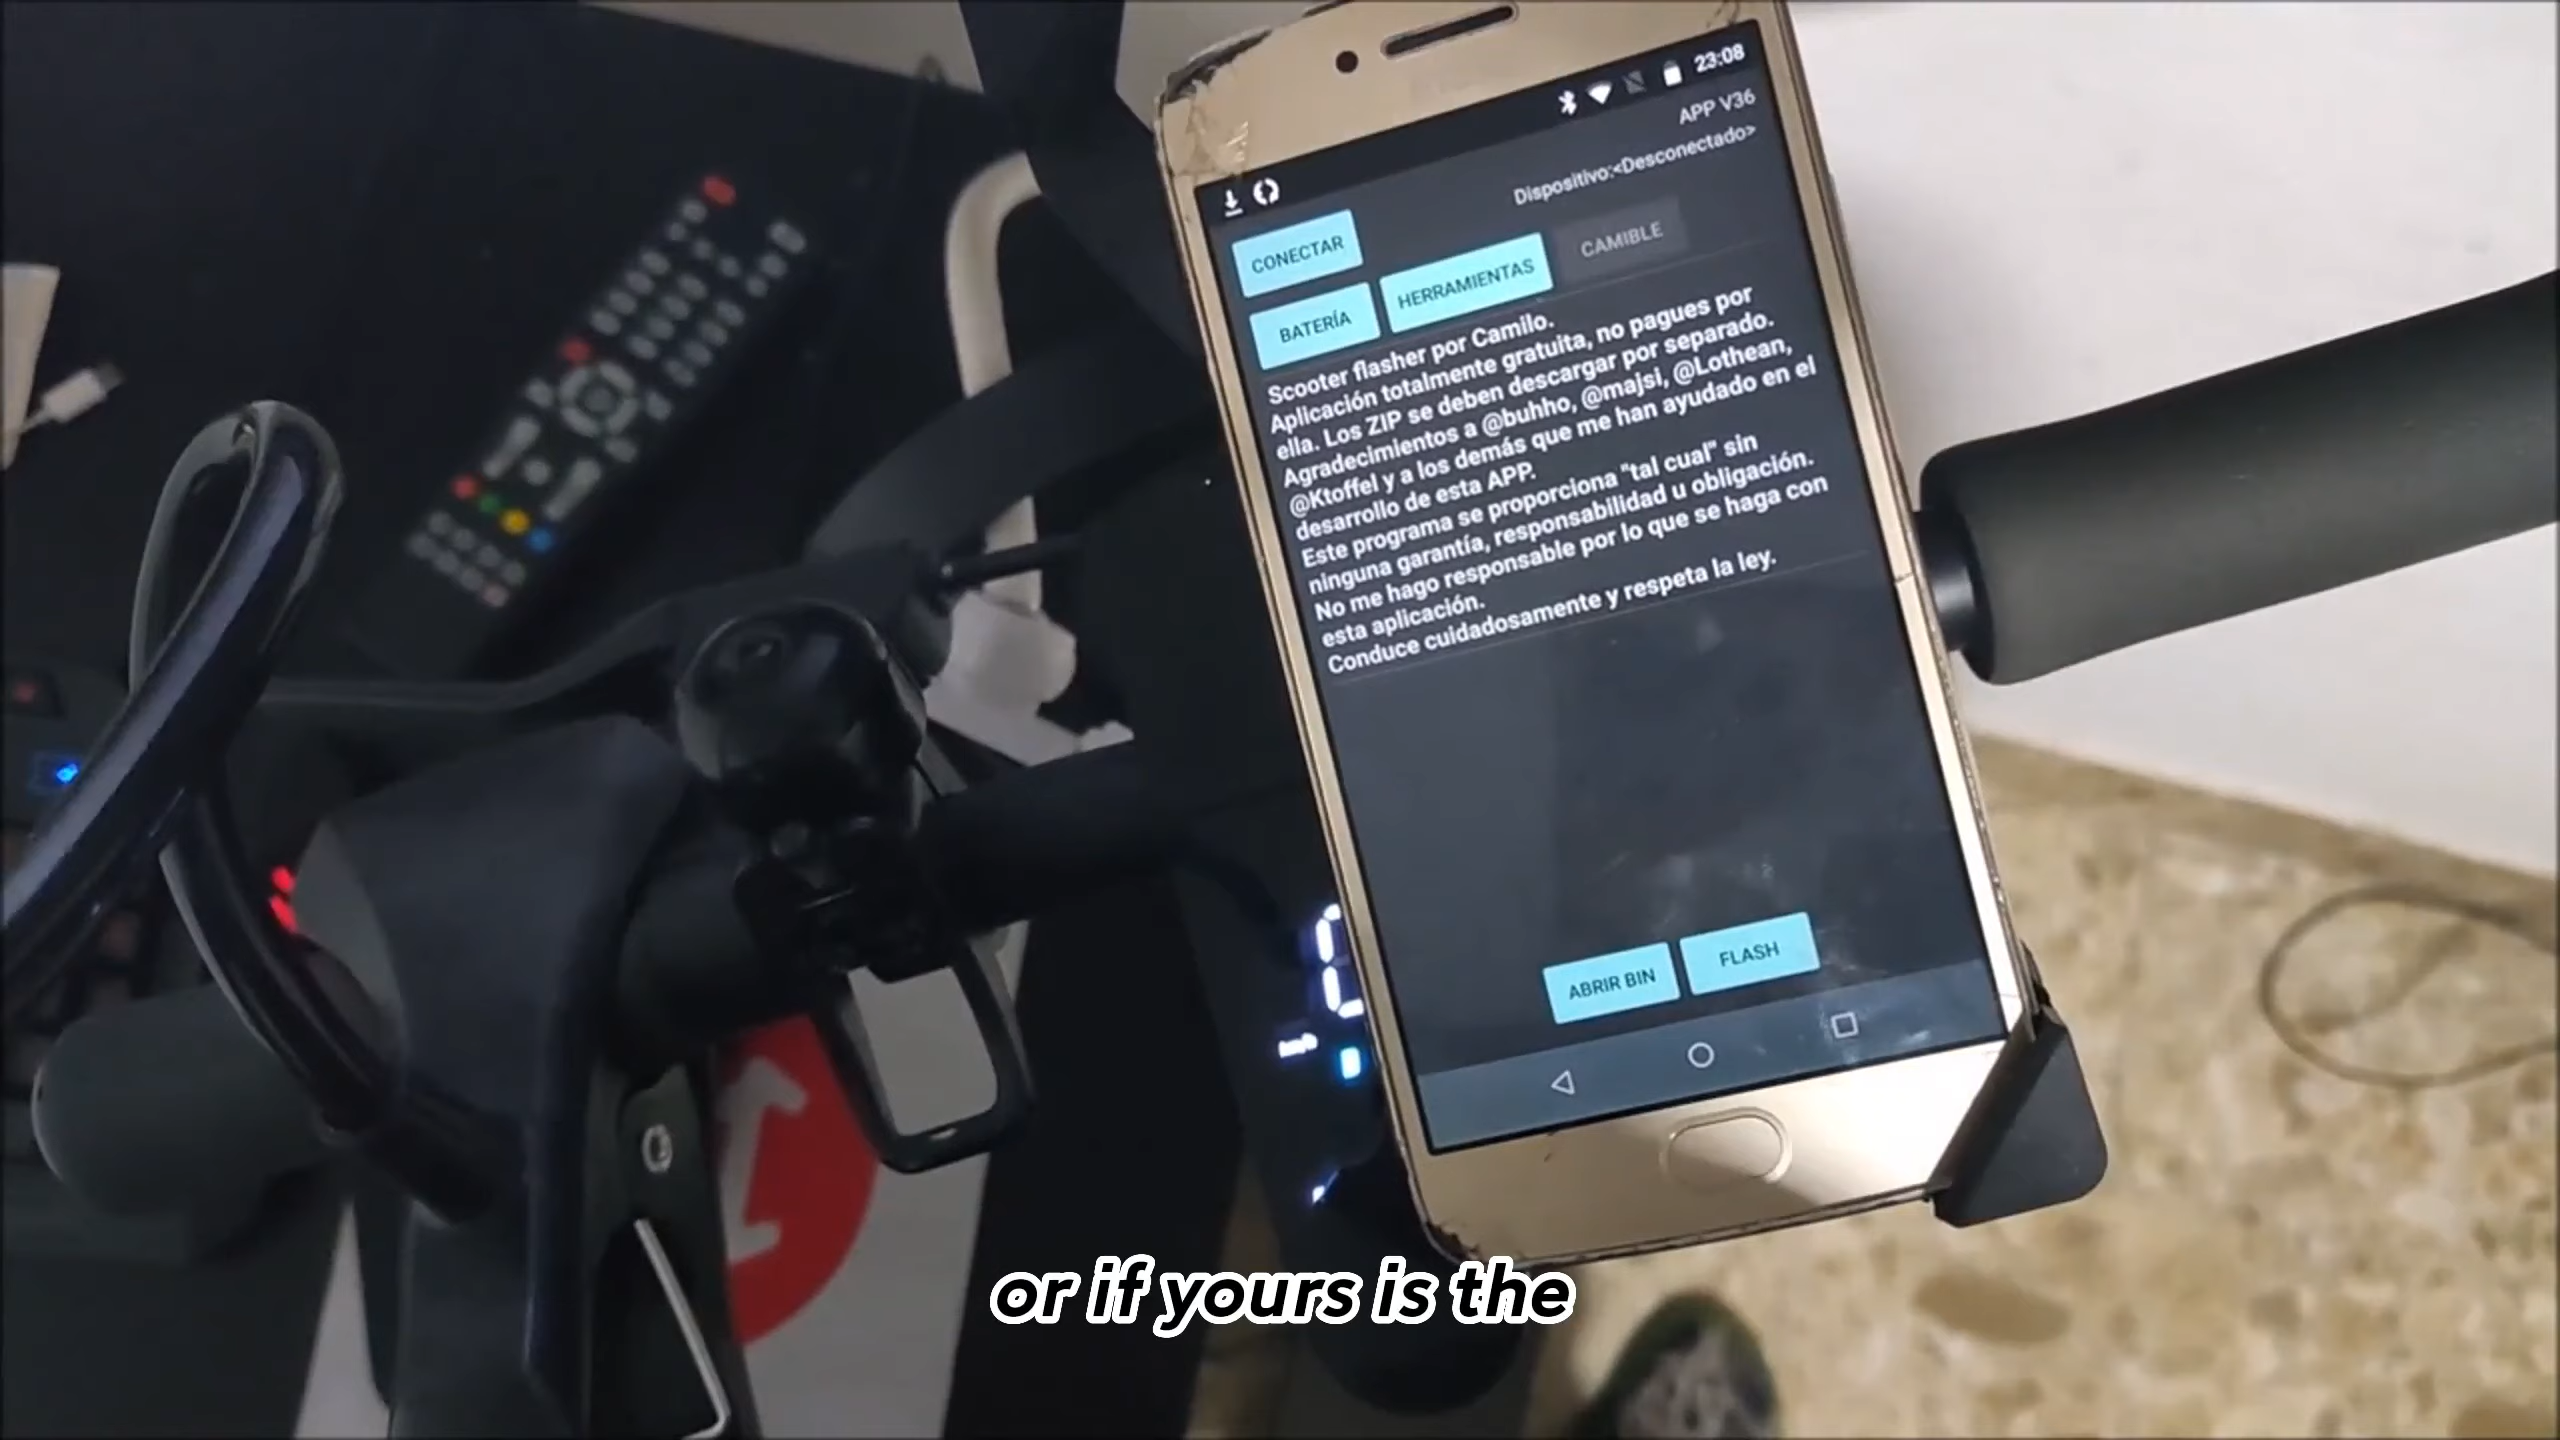 23:08
APP V36
Dispositivo:<Desconectado>
CONECTAR
BATERÍA
HERRAMIENTAS
CAMIBLE
Scooter flasher por Camilo.
Aplicación totalmente gratuita, no pagues por
ella. Los ZIP se deben descargar por separado.
Agradecimientos a @buhho, @majsi, @Lothean,
@Ktoffel y a los demás que me han ayudado en el
desarrollo de esta APP.
Este programa se proporciona "tal cual" sin
ninguna garantía, responsabilidad u obligación.
No me hago responsable por lo que se haga con
esta aplicación.
Conduce cuidadosamente y respeta la ley.
ABRIR BIN
FLASH
km/h
or if yours is the